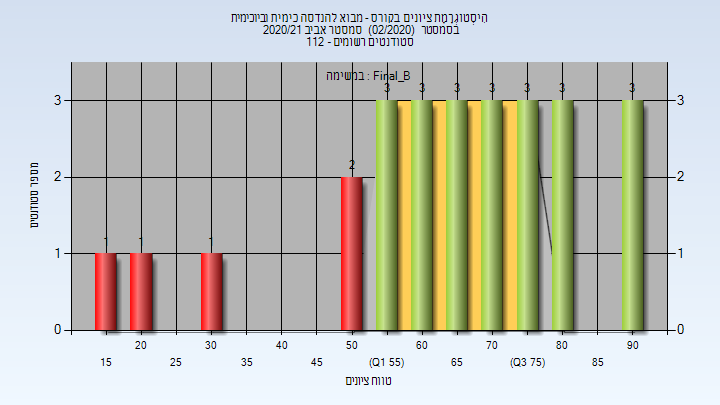 היסטוגרמת ציונים בקורס - מבוא להנדסה כימית וביוכימית
בסמסטר (02/2020) סמסטר אביב 2020/21
סטודנטים רשומים - 112
במשימה : Final_B
3 3 3 3 3 3 3
2
1 1 1
3 3
2 2
1 1
0 0
מספר סטודנטים
20 30 40 50 60 70 80 90
15 25 35 45 (Q1 55) 65 (Q3 75) 85
טווח ציונים